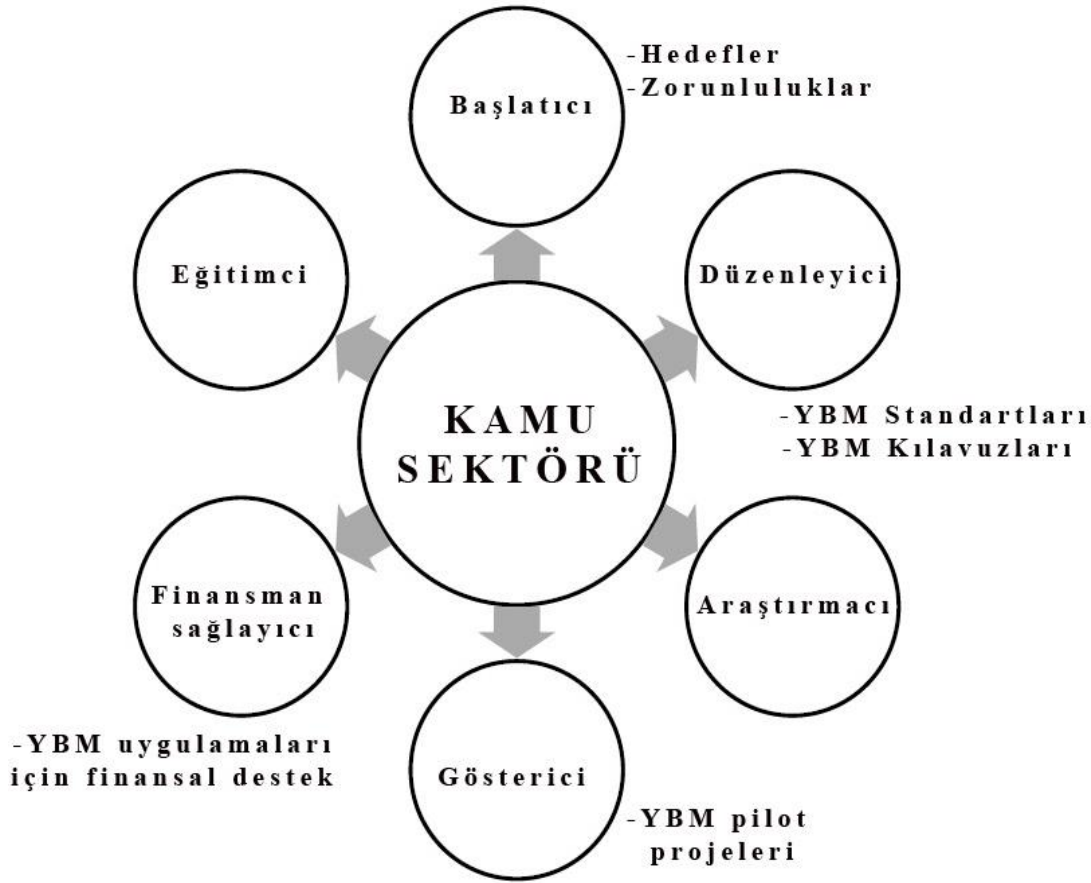 -Hedefler
-Zorunluluklar
Başlatıcı
Eğitimci
Düzenleyici
KAMU
SEKTÖRÜ
-YBM Standartları
-YBM Kılavuzları
Finansman
sağlayıcı
Araştırmacı
-YBM uygulamaları
için finansal destek
Gösterici
-YBM pilot
projeleri